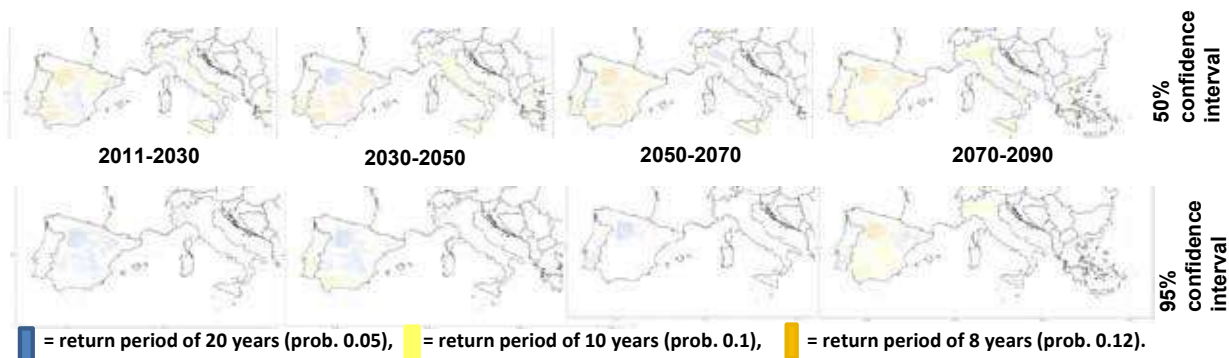 50%
confidence
interval
2011-2030 2030-2050 2050-2070 2070-2090
95%
confidence
interval
= return period of 20 years (prob. 0.05), = return period of 10 years (prob. 0.1), = return period of 8 years (prob. 0.12).